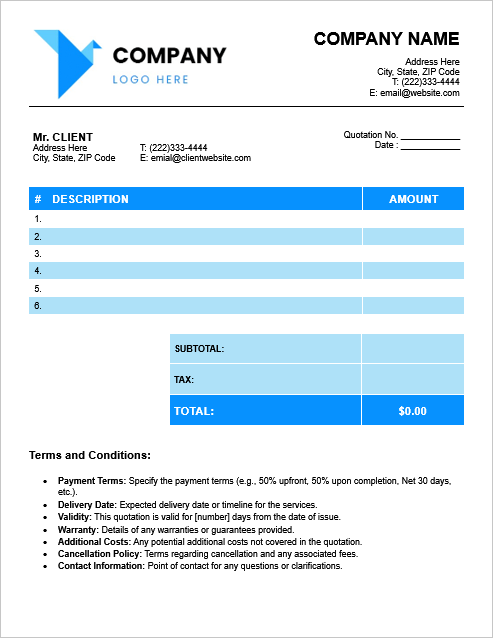 COMPANY
LOGO HERE
COMPANY NAME
Address Here
City, State, ZIP Code
T: (222)333-4444
E: email@website.com
Mr. CLIENT
Address Here T: (222)333-4444
City, State, ZIP Code E: emial@clientwebsite.com
Quotation No. ____________
Date : ____________
# DESCRIPTION AMOUNT
1.
2.
3.
4.
5.
6.
SUBTOTAL:
TAX:
TOTAL: $0.00
Terms and Conditions:
• Payment Terms: Specify the payment terms (e.g., 50% upfront, 50% upon completion, Net 30 days,
etc.).
• Delivery Date: Expected delivery date or timeline for the services.
• Validity: This quotation is valid for [number] days from the date of issue.
• Warranty: Details of any warranties or guarantees provided.
• Additional Costs: Any potential additional costs not covered in the quotation.
• Cancellation Policy: Terms regarding cancellation and any associated fees.
• Contact Information: Point of contact for any questions or clarifications.